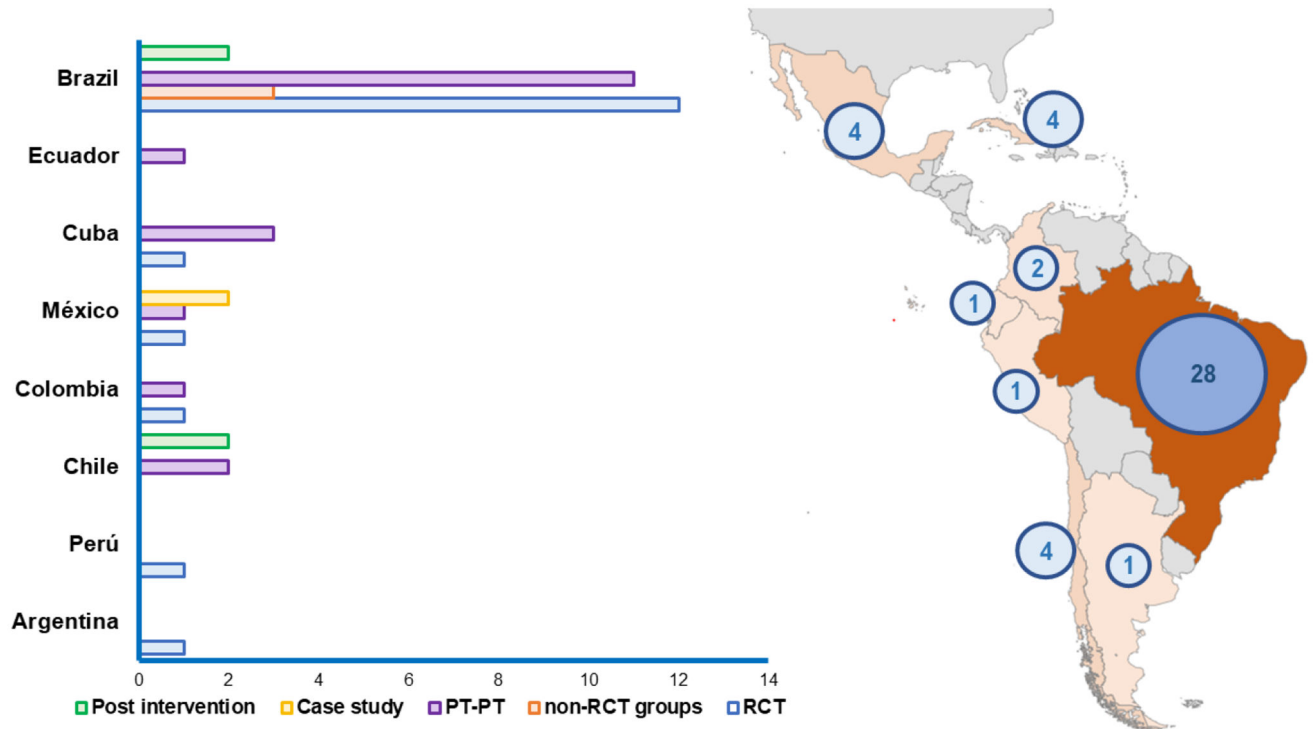 Brazil
Ecuador
Cuba
México
Colombia
Chile
Perú
Argentina
0 2 4 6 8 10 12 14
Post intervention Case study PT-PT non-RCT groups RCT
4
4
2
1
28
1
4
1